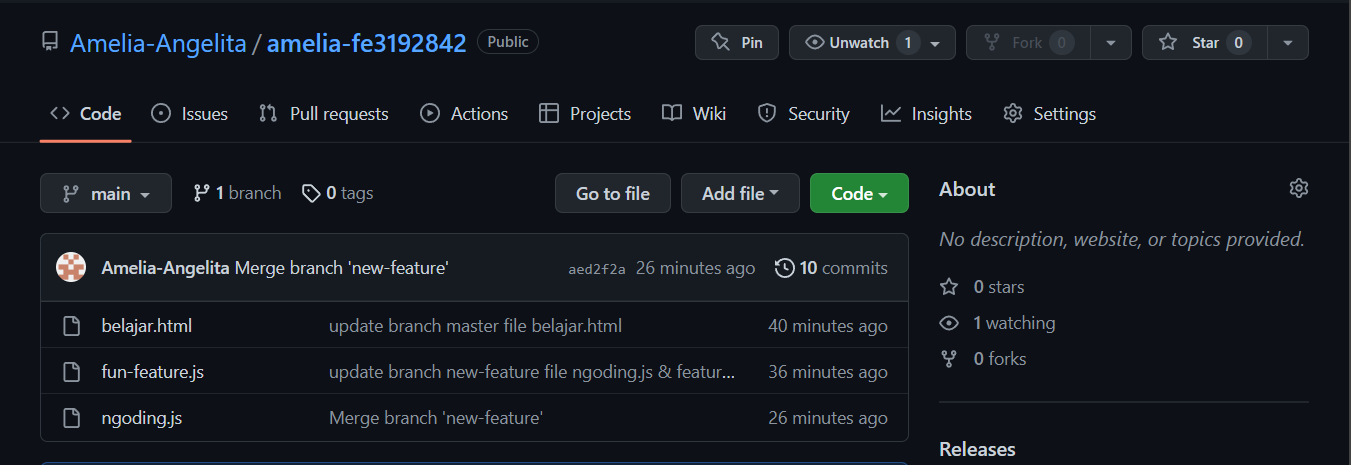 Amelia-Angelita / amelia-fe3192842 Public Pin Unwatch 1 Fork 0 Star 0
Code Issues Pull requests Actions Projects Wiki Security Insights Settings
main 1 branch 0 tags Go to file Add file Code
Amelia-Angelita Merge branch 'new-feature' aed2f2a 26 minutes ago 10 commits
belajar.html update branch master file belajar.html 40 minutes ago
fun-feature.js update branch new-feature file ngoding.js & featur... 36 minutes ago
ngoding.js Merge branch 'new-feature' 26 minutes ago
About
No description, website, or topics provided.
0 stars
1 watching
0 forks
Releases